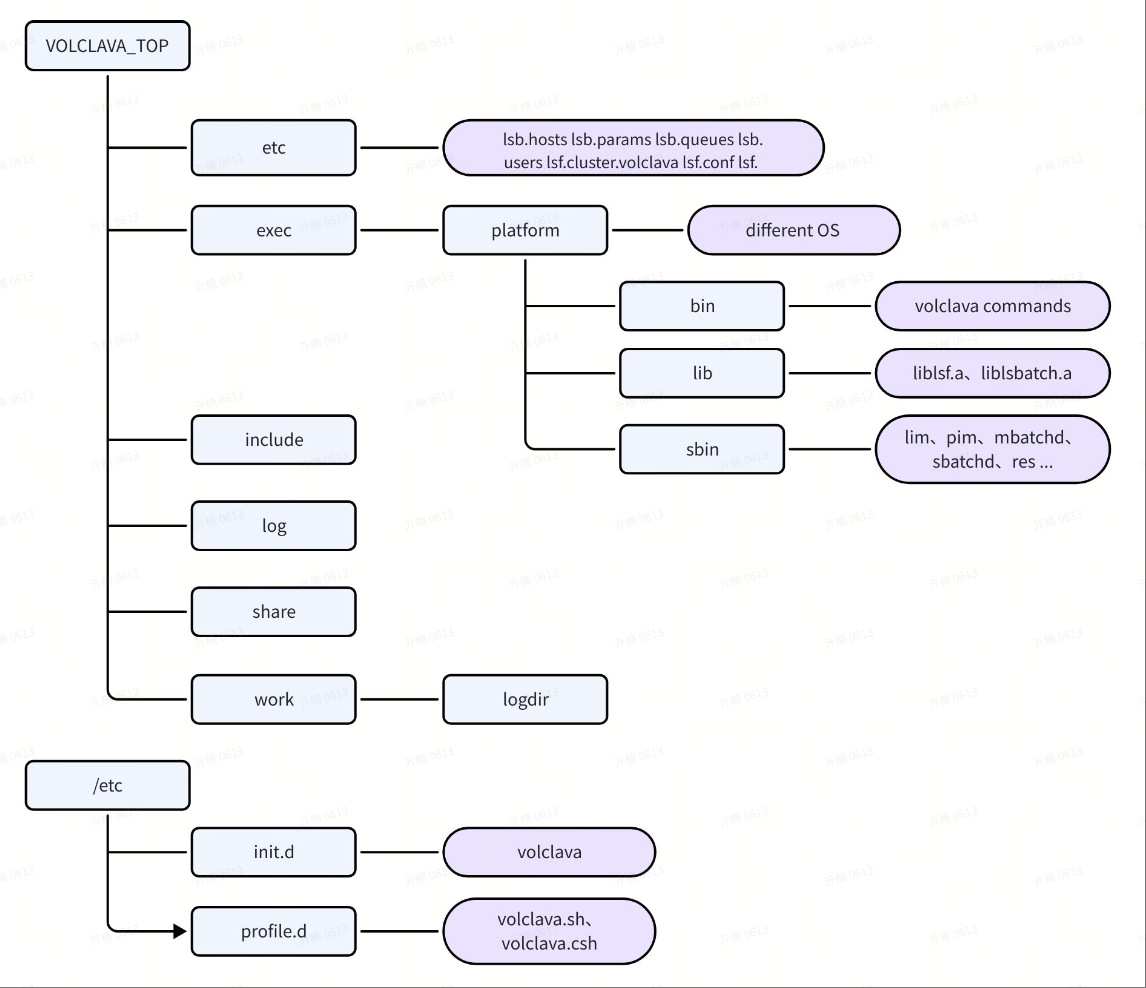 VOLCLAVA_TOP
etc
lsb.hosts lsb.params lsb.queues lsb.
users lsf.cluster.volclava lsf.conf lsf.
exec
platform
different OS
bin
volclava commands
lib
liblsf.a、liblsbatch.a
include
sbin
lim、pim、mbatchd、
sbatchd、res ...
log
share
work
logdir
/etc
init.d
volclava
profile.d
volclava.sh、
volclava.csh